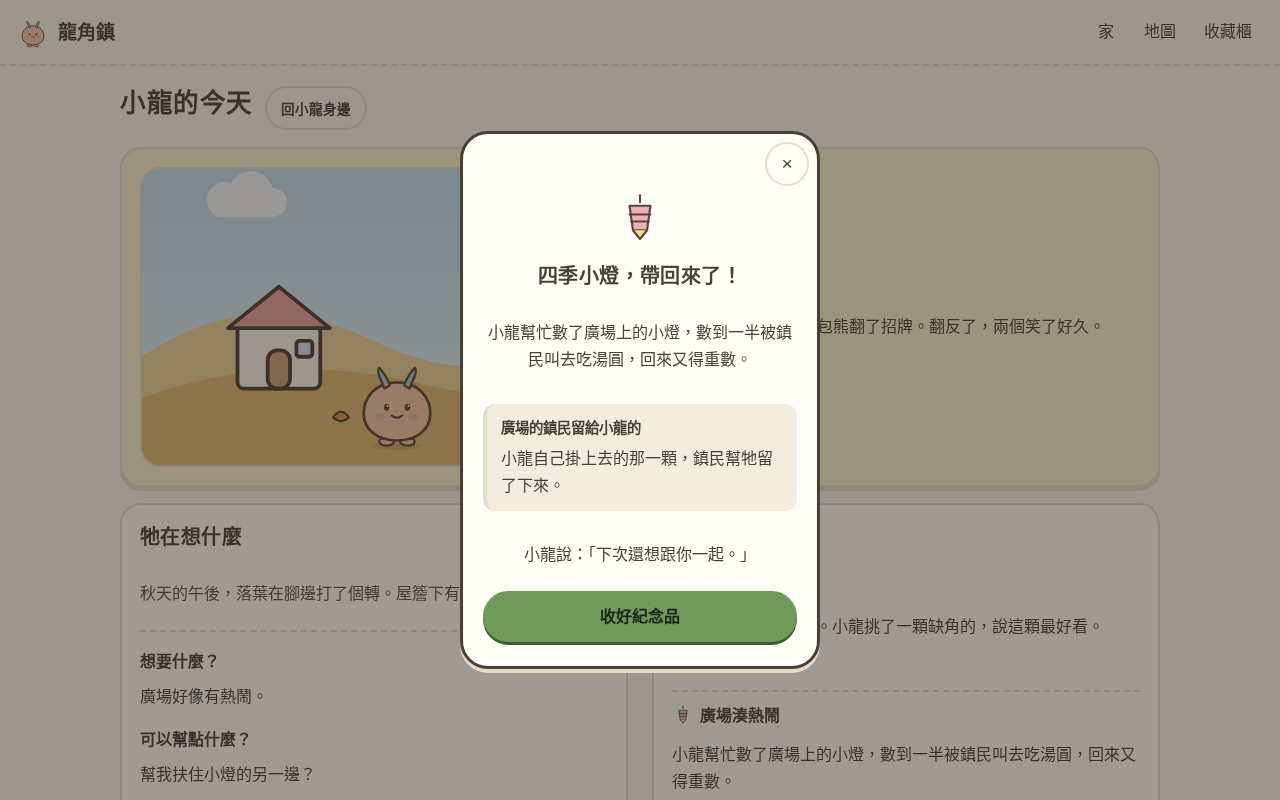 龍角鎮
家
地圖
收藏櫃
小龍的今天
回小龍身邊
包熊翻了招牌。翻反了，兩個笑了好久。
×
四季小燈，帶回來了！
小龍幫忙數了廣場上的小燈，數到一半被鎮
民叫去吃湯圓，回來又得重數。
廣場的鎮民留給小龍的
小龍自己掛上去的那一顆，鎮民幫牠留
了下來。
小龍說：「下次還想跟你一起。」
收好紀念品
牠在想什麼
秋天的午後，落葉在腳邊打了個轉。屋簷下有
想要什麼？
廣場好像有熱鬧。
可以幫點什麼？
幫我扶住小燈的另一邊？
。小龍挑了一顆缺角的，說這顆最好看。
廣場湊熱鬧
小龍幫忙數了廣場上的小燈，數到一半被鎮民叫去吃湯圓，回來又
得重數。